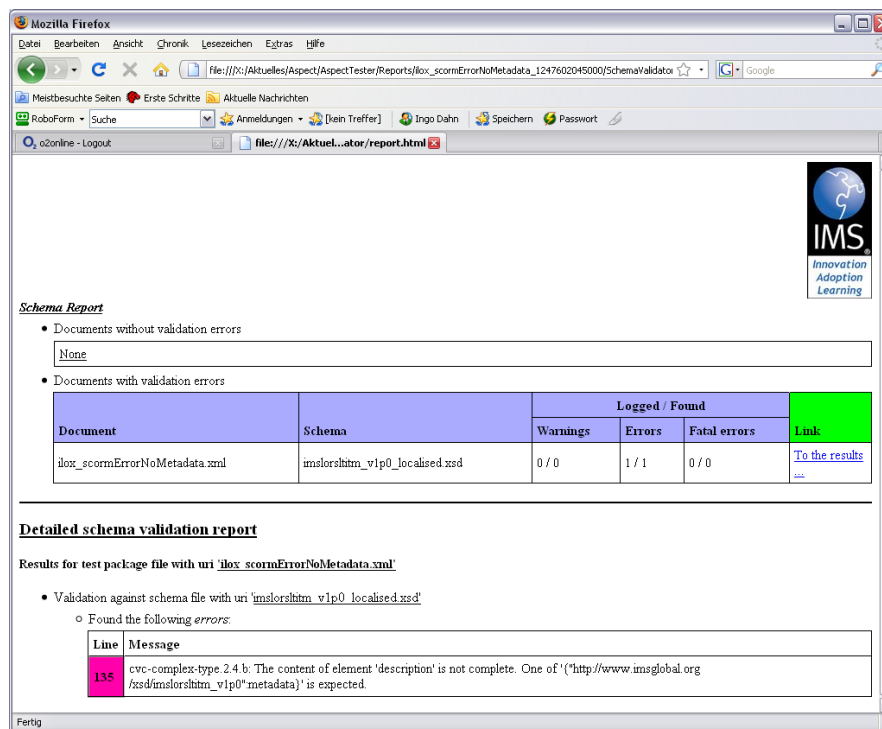 Mozilla Firefox
Datei Bearbeiten Ansicht Chronik Lesezeichen Extras Hilfe
file:///X:/Aktuelles/Aspect/AspectTester/Reports/ilox_scormErrorNoMetadata_1247602045000/SchemaValidator
G Google
Meistbesuchte Seiten Erste Schritte Aktuelle Nachrichten
RoboForm Suche Anmeldungen [kein Treffer] Ingo Dahn Speichern Passwort
O2 o2online - Logout
file:///X:/Aktuel...ator/report.html
IMS
Innovation
Adoption
Learning
Schema Report
Documents without validation errors
None
Documents with validation errors
Logged / Found
Document Schema Warnings Errors Fatal errors Link
ilox_scormErrorNoMetadata.xml imslorsltitm_v1p0_localised.xsd 0 / 0 1 / 1 0 / 0 To the results
...
Detailed schema validation report
Results for test package file with uri 'ilox_scormErrorNoMetadata.xml'
Validation against schema file with uri 'imslorsltitm_v1p0_localised.xsd'
Found the following errors:
Line Message
135 cvc-complex-type.2.4.b: The content of element 'description' is not complete. One of '{"http://www.imsglobal.org
/xsd/imslorsltitm_v1p0":metadata}' is expected.
Fertig